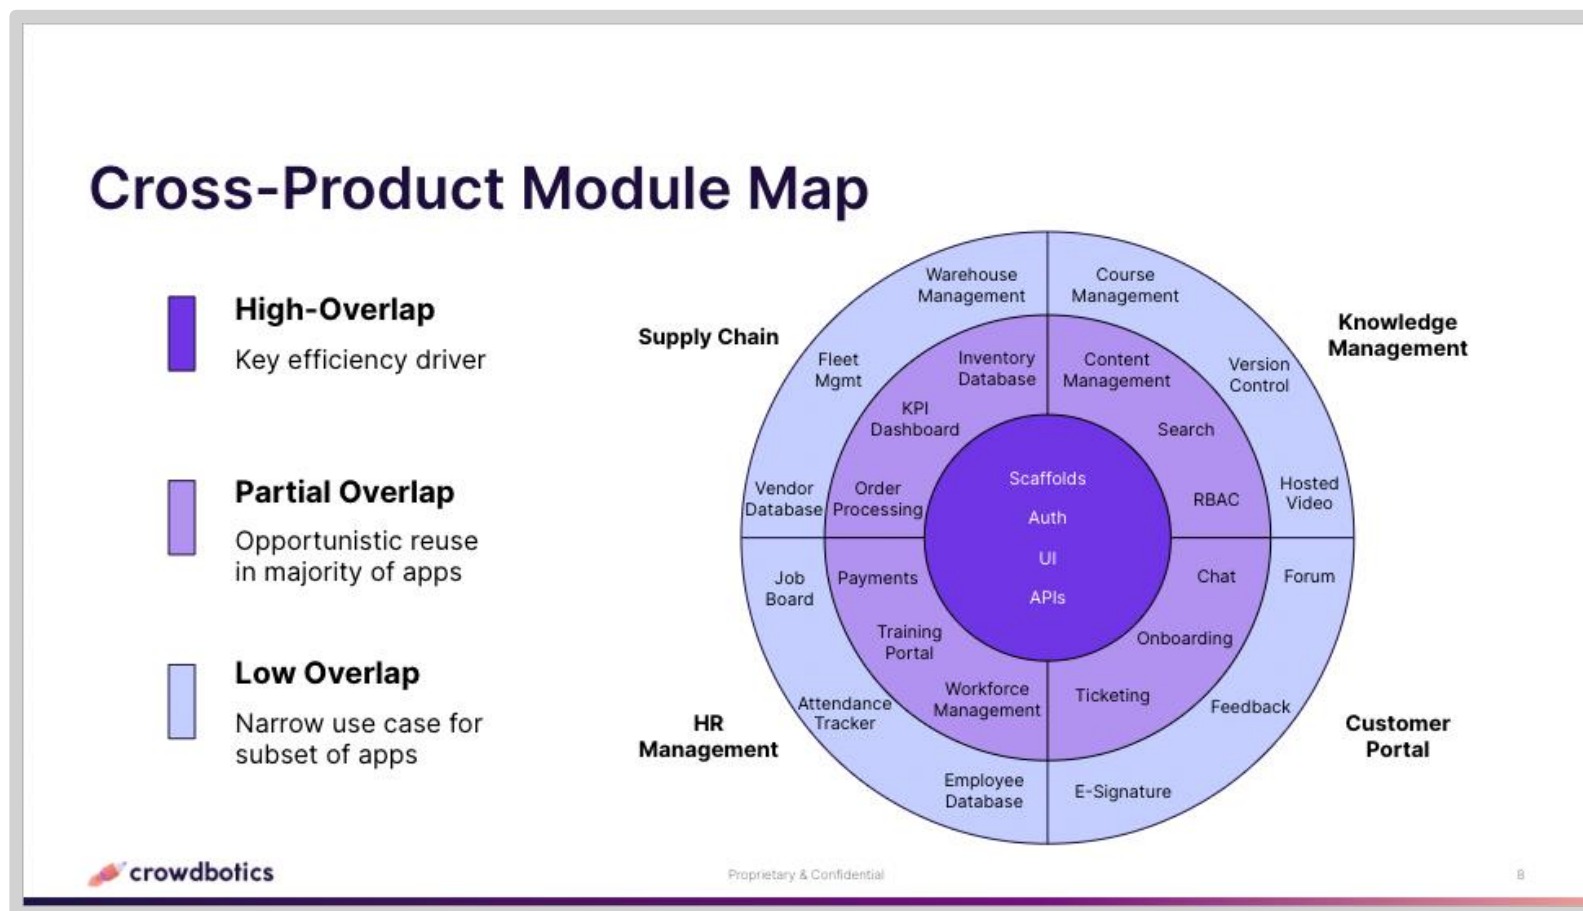 Cross-Product Module Map
High-Overlap
Key efficiency driver
Partial Overlap
Opportunistic reuse
in majority of apps
Low Overlap
Narrow use case for
subset of apps
Supply Chain
Warehouse
Management
Fleet
Mgmt
Vendor
Database
Inventory
Database
KPI
Dashboard
Order
Processing
Knowledge
Management
Course
Management
Version
Control
Hosted
Video
Content
Management
Search
RBAC
Scaffolds
Auth
UI
APIs
HR
Management
Job
Board
Attendance
Tracker
Employee
Database
Payments
Training
Portal
Workforce
Management
Customer
Portal
Chat
Onboarding
Ticketing
Forum
Feedback
E-Signature
crowdbotics
Proprietary & Confidential
8